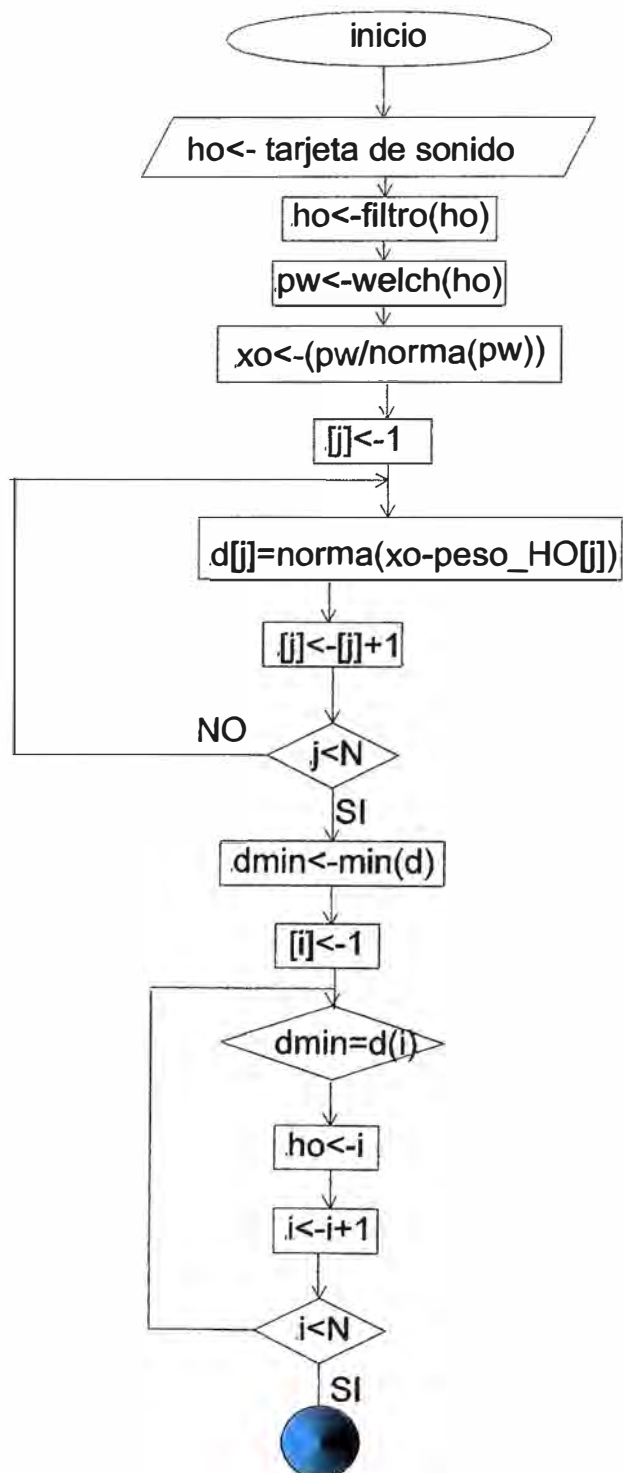 inicio
ho<- tarjeta de sonido
.ho<-filtro(ho)
.pw<-welch(ho)
.xo<-(pw/norma(pw))
.[j]<-1
.d[j]=norma(xo-peso_HO[j])
.[j]<-[j]+1
NO
.j<N
SI
.dmin<-min(d)
[i]<-1
dmin=d(i)
.ho<-i
.i<-i+1
.i<N
SI